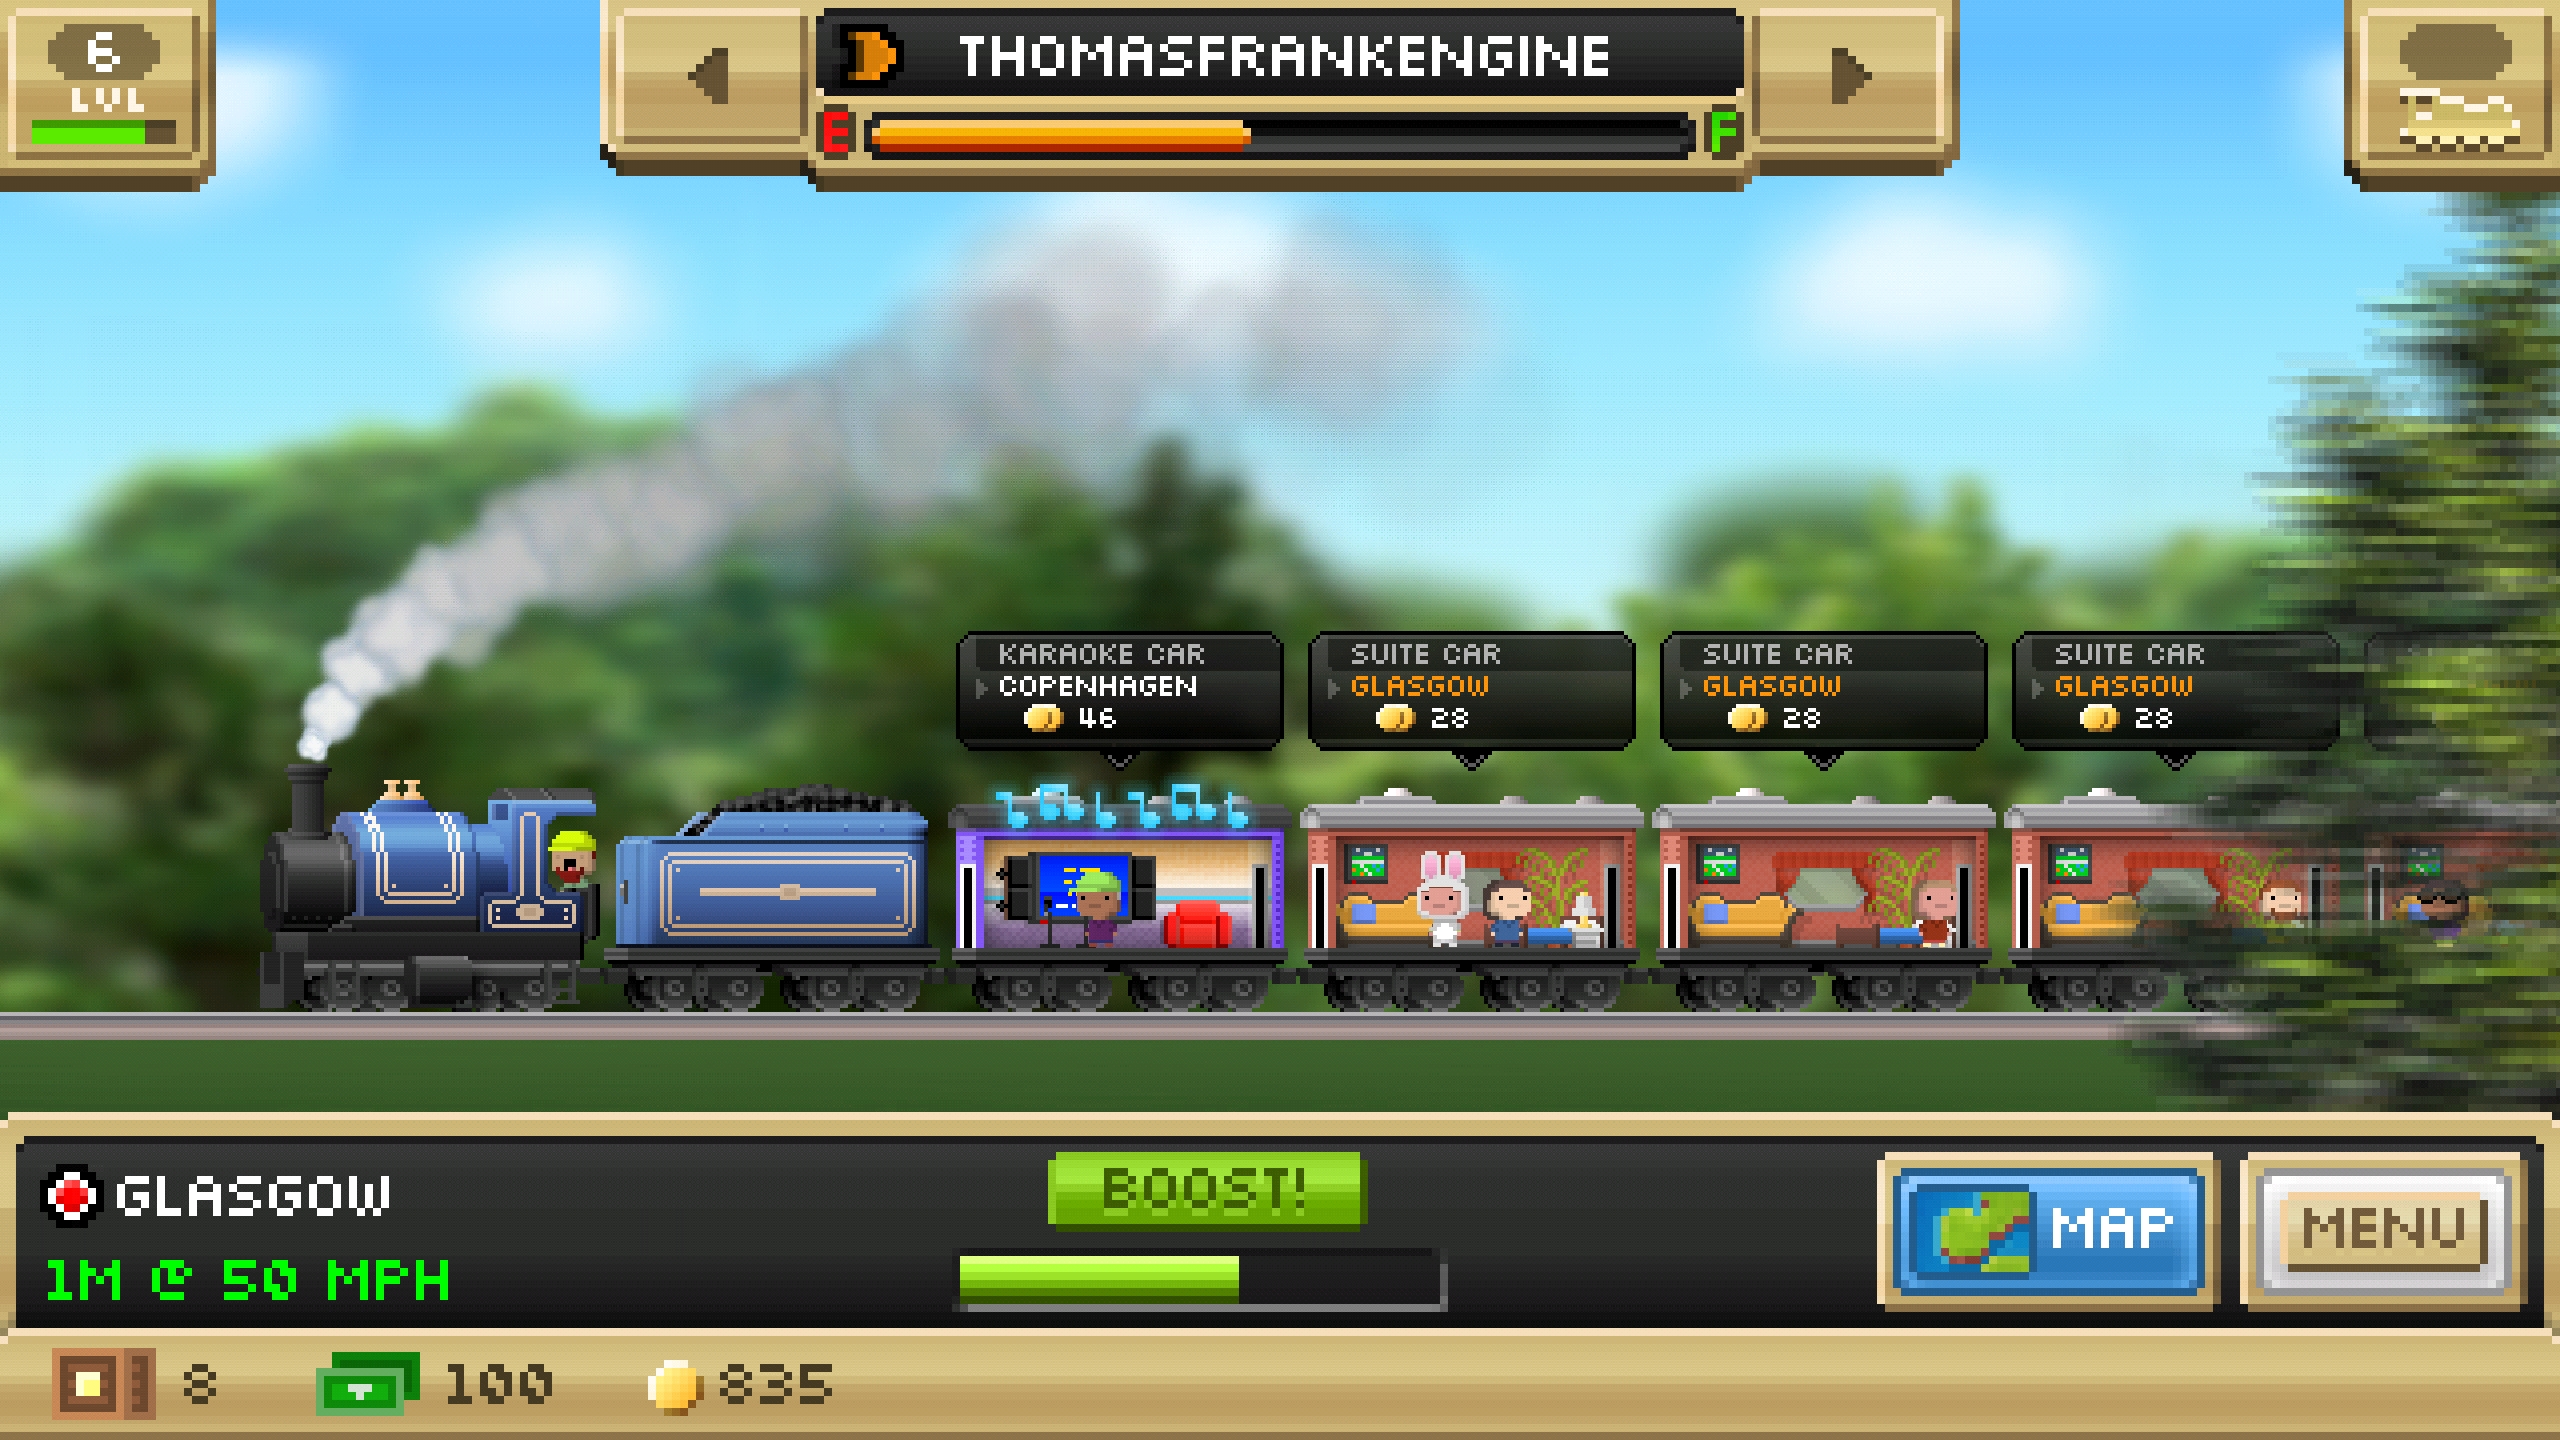 6
LVL
THOMASFRANKENGINE
E
F
KARAOKE CAR
COPENHAGEN
46
SUITE CAR
GLASGOW
28
SUITE CAR
GLASGOW
28
SUITE CAR
GLASGOW
28
GLASGOW
1M @ 50 MPH
BOOST!
MAP
MENU
8
100
835